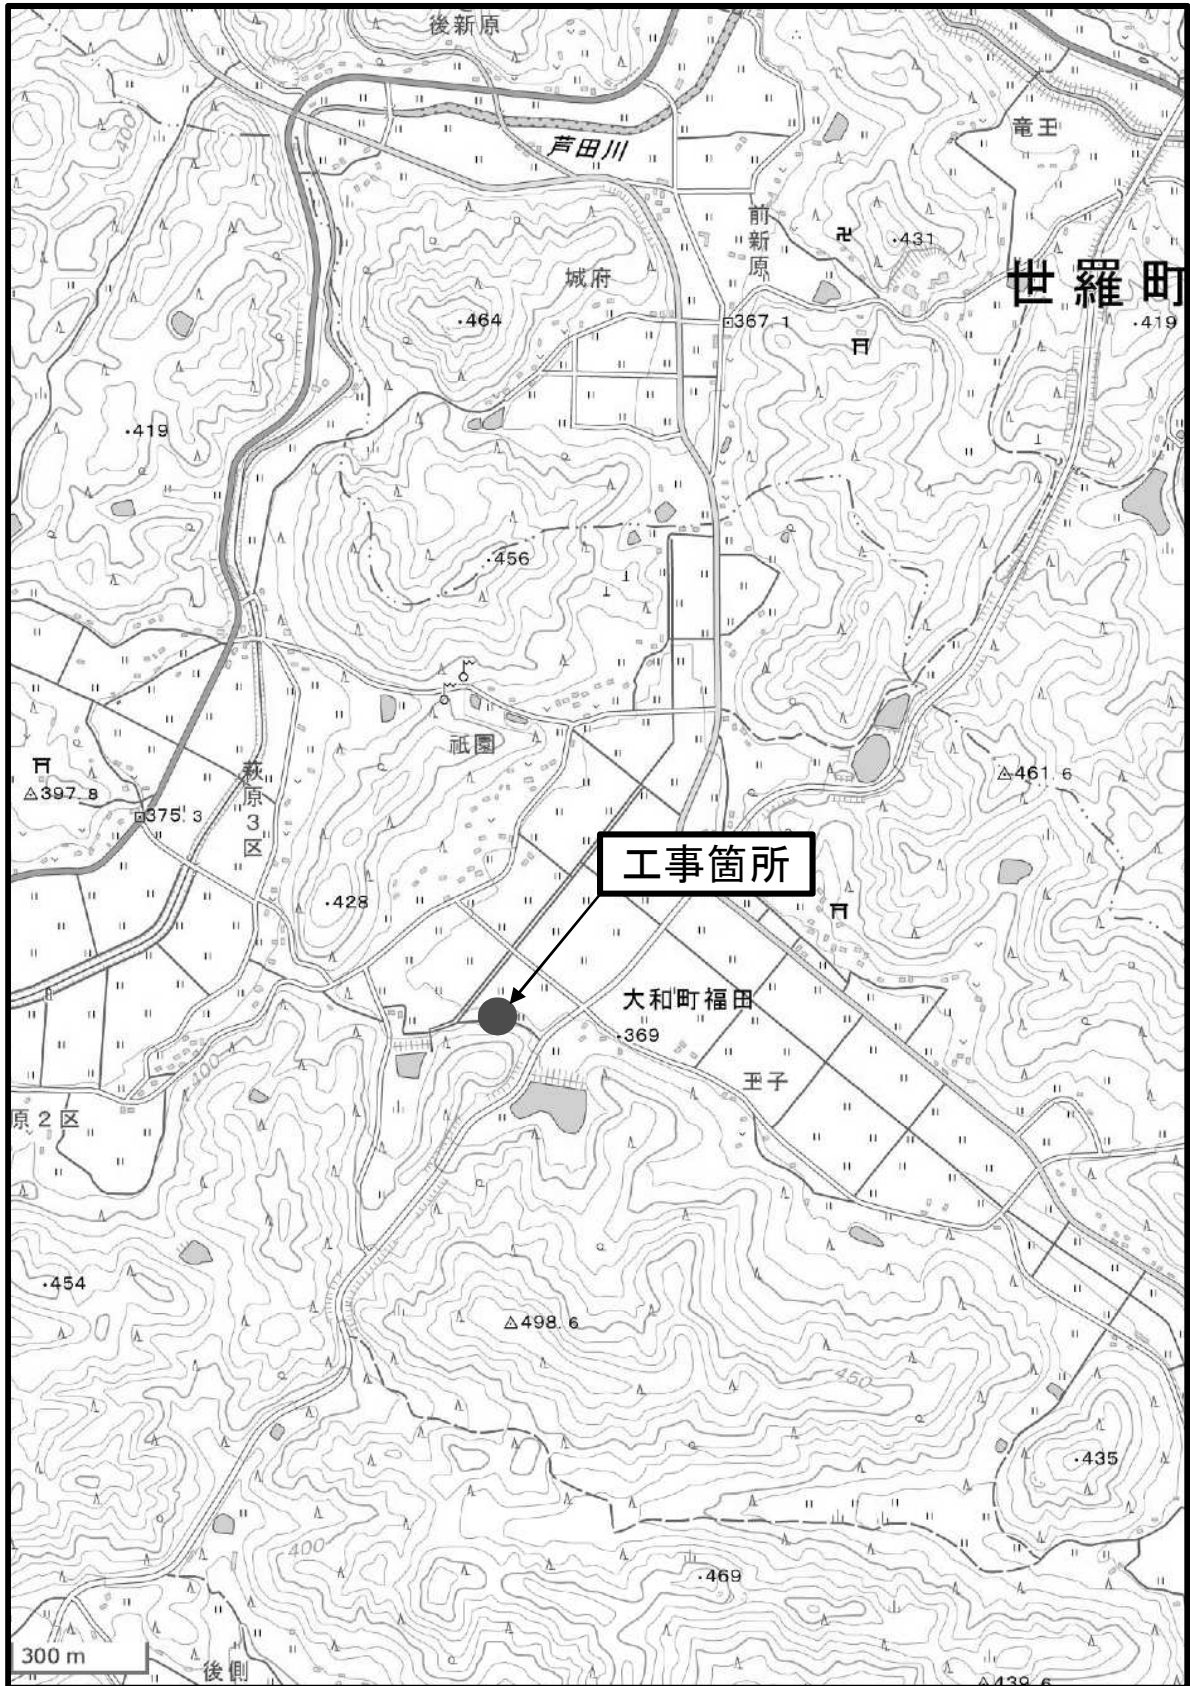 後新原
400
芦田川
竜王
前新原
・431
世羅町
城府
・464
367.1
・419
・419
・456
祇園
397.8
375.3
萩原3区
461.6
工事箇所
・428
大和町福田
・369
王子
400
原2区
・454
498.6
450
・435
400
・469
300 m
後側
439.6